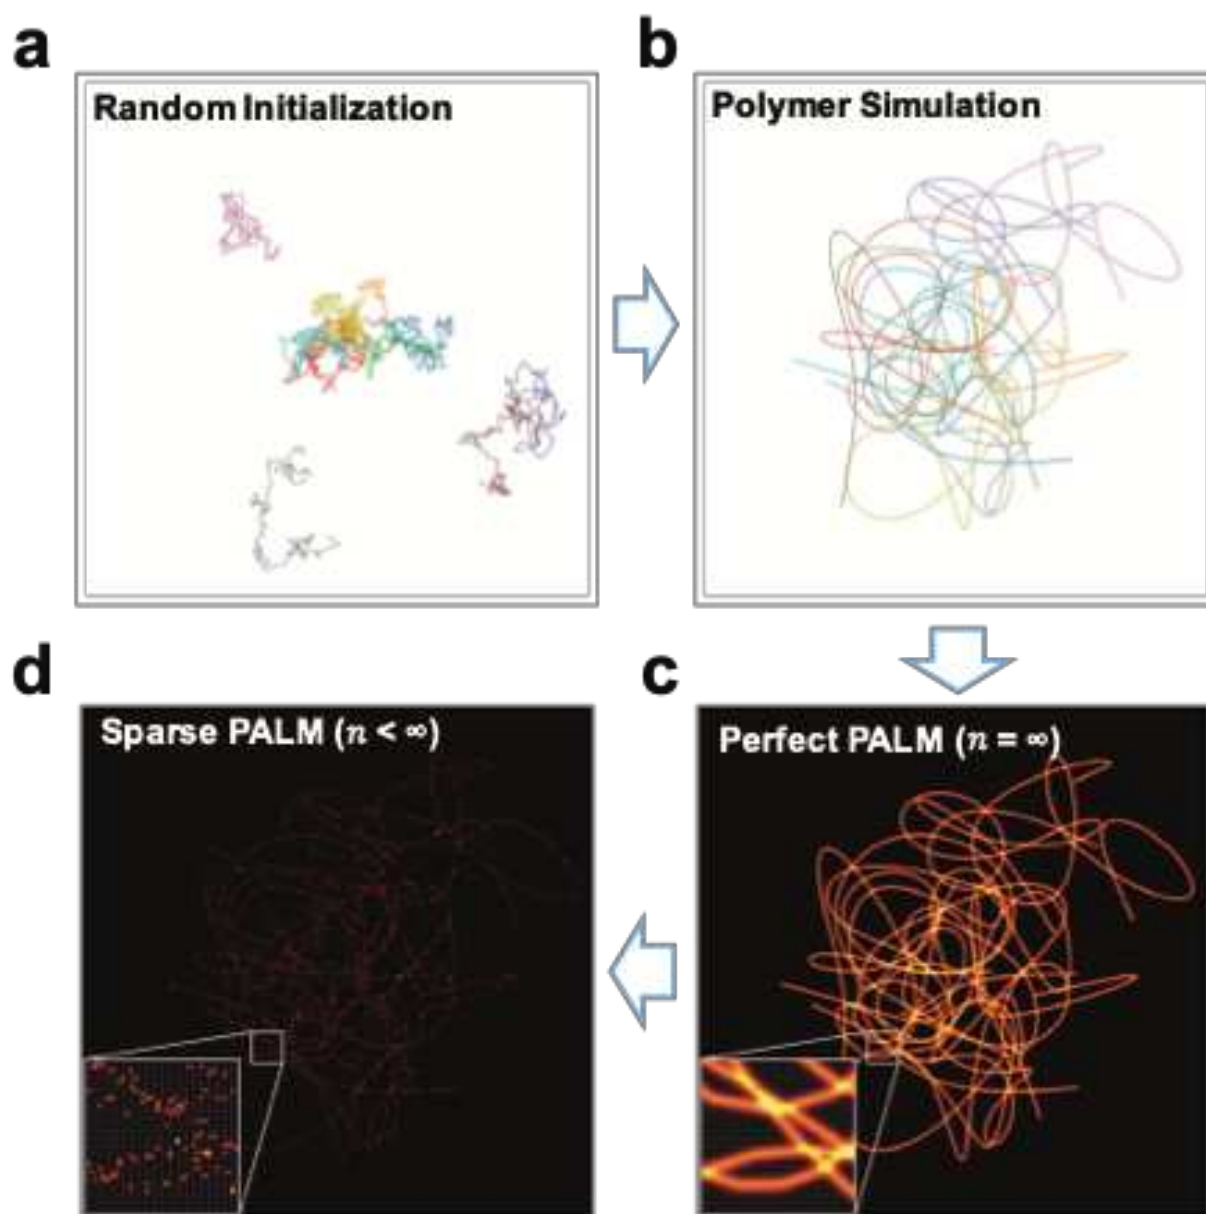 a
Random Initialization
b
Polymer Simulation
d
Sparse PALM (n < ∞)
c
Perfect PALM (n = ∞)